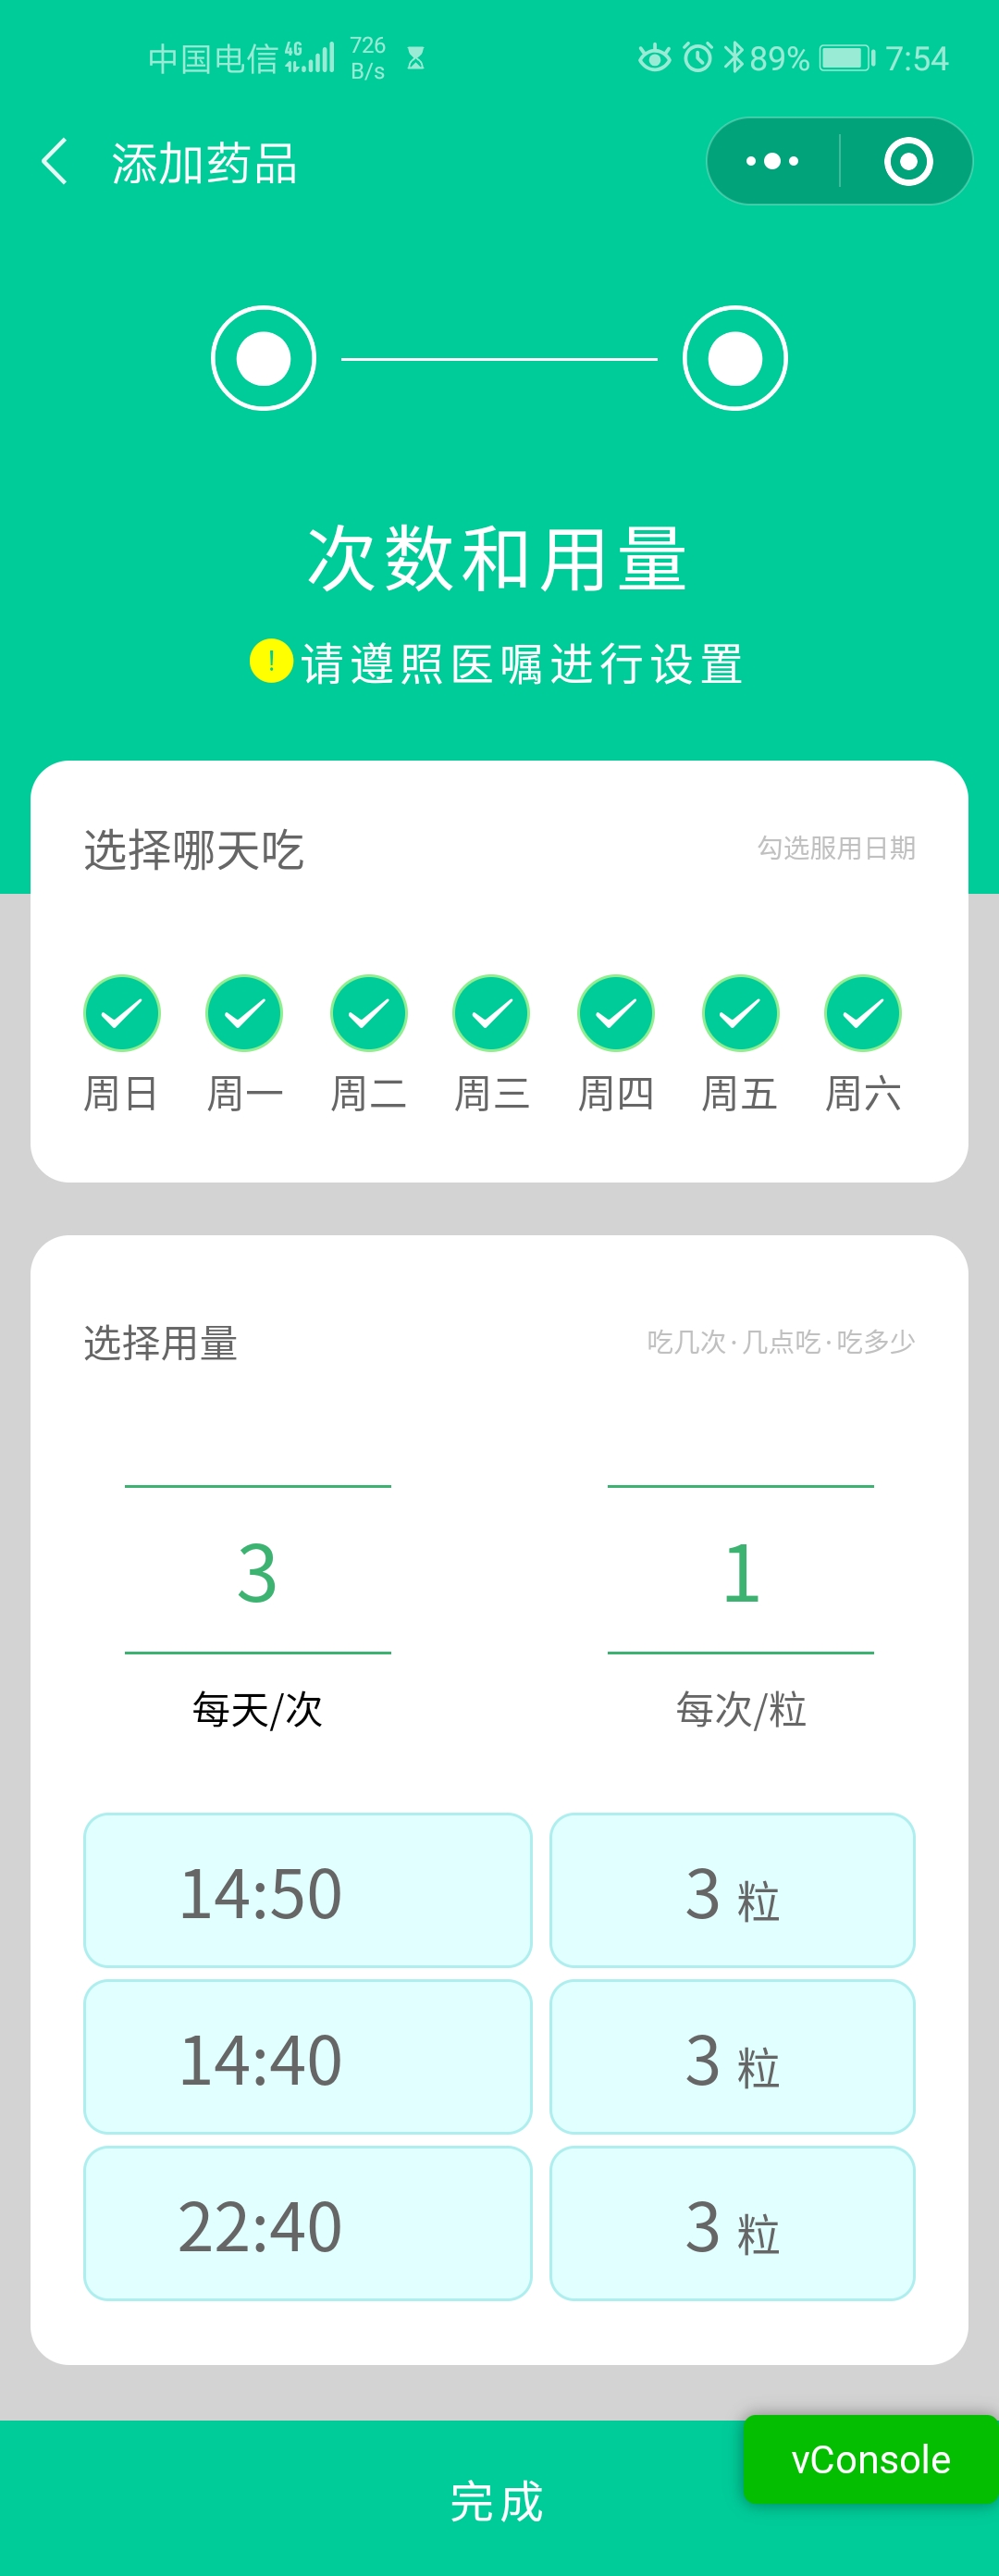 中国电信 4G 726 B/s 89% 7:54
添加药品
次数和用量
! 请遵照医嘱进行设置
选择哪天吃 勾选服用日期
周日 周一 周二 周三 周四 周五 周六
选择用量 吃几次·几点吃·吃多少
3 1
每天/次 每次/粒
14:50 3 粒
14:40 3 粒
22:40 3 粒
vConsole
完成